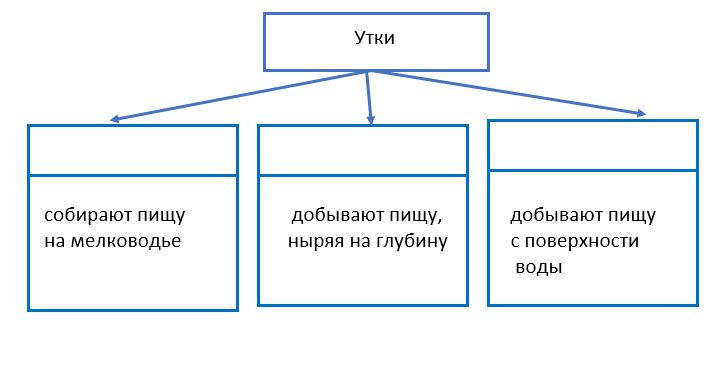 Утки
собирают пищу
на мелководье
добывают пищу,
ныряя на глубину
добывают пищу
с поверхности
воды